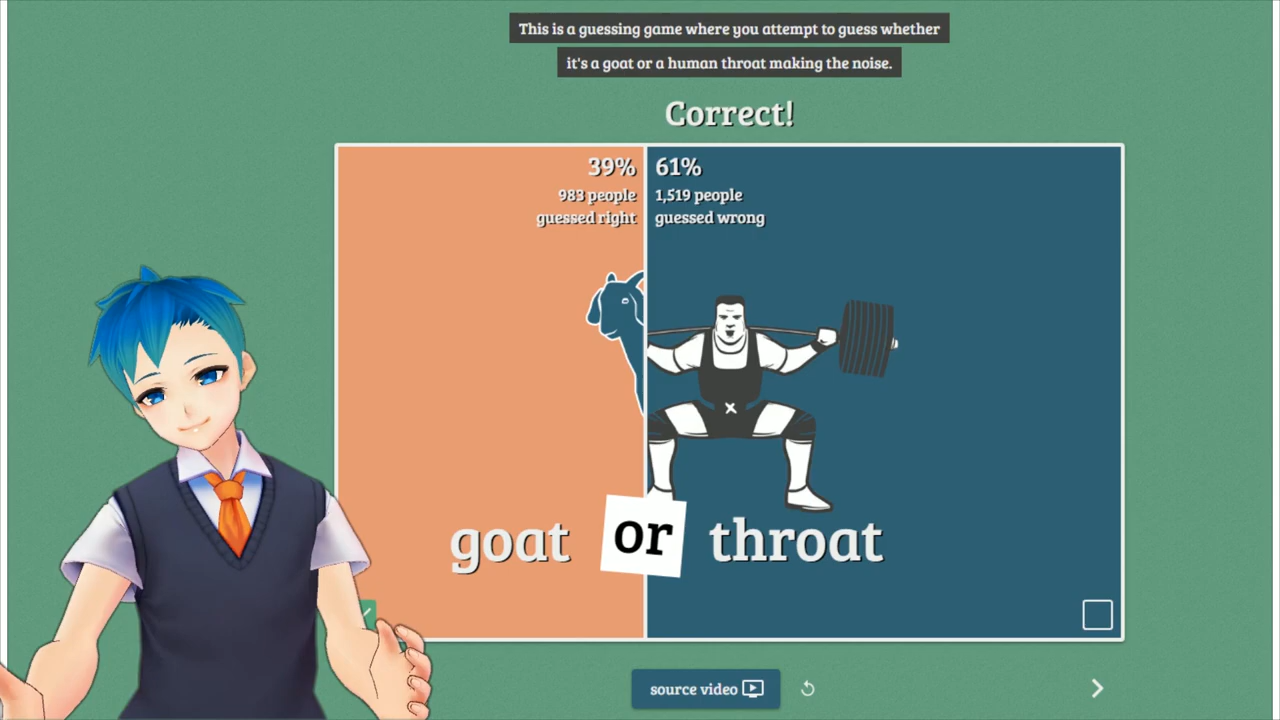 This is a guessing game where you attempt to guess whether
it's a goat or a human throat making the noise.
Correct!
39%
983 people
guessed right
61%
1,519 people
guessed wrong
goat or throat
source video